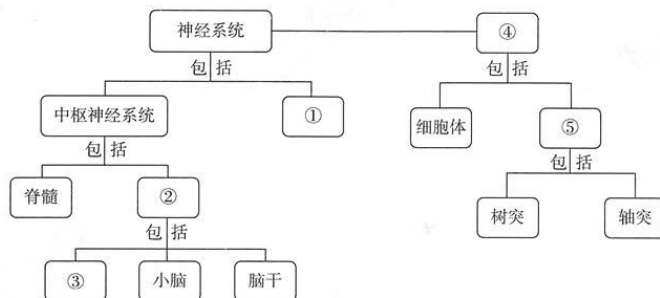 神经系统 ④
包括 包括
中枢神经系统 ① 细胞体 ⑤
包括 包括
脊髓 ② 树突 轴突
包括
③ 小脑 脑干